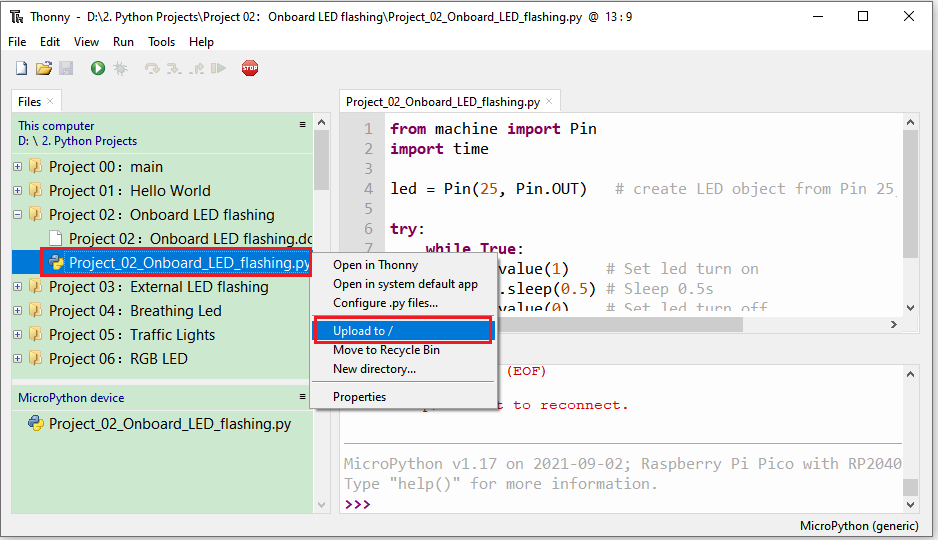 Thonny - D:\2. Python Projects\Project 02：Onboard LED flashing\Project_02_Onboard_LED_flashing.py @ 13 : 9
File Edit View Run Tools Help
STOP
Files
This computer
D: \ 2. Python Projects
Project 00：main
Project 01：Hello World
Project 02：Onboard LED flashing
Project 02：Onboard LED flashing.dc
Project_02_Onboard_LED_flashing.py
Project 03：External LED flashing
Project 04：Breathing Led
Project 05：Traffic Lights
Project 06：RGB LED
MicroPython device
Project_02_Onboard_LED_flashing.py
Open in Thonny
Open in system default app
Configure .py files...
Upload to /
Move to Recycle Bin
New directory...
Properties
Project_02_Onboard_LED_flashing.py
1 from machine import Pin
2 import time
3
4 led = Pin(25, Pin.OUT) # create LED object from Pin 25,
5
6 try:
7 while True:
value(1) # Set led turn on
.sleep(0.5) # Sleep 0.5s
value(0) # Set led turn off
(EOF)
t to reconnect.
MicroPython v1.17 on 2021-09-02; Raspberry Pi Pico with RP2040
Type "help()" for more information.
>>>
MicroPython (generic)